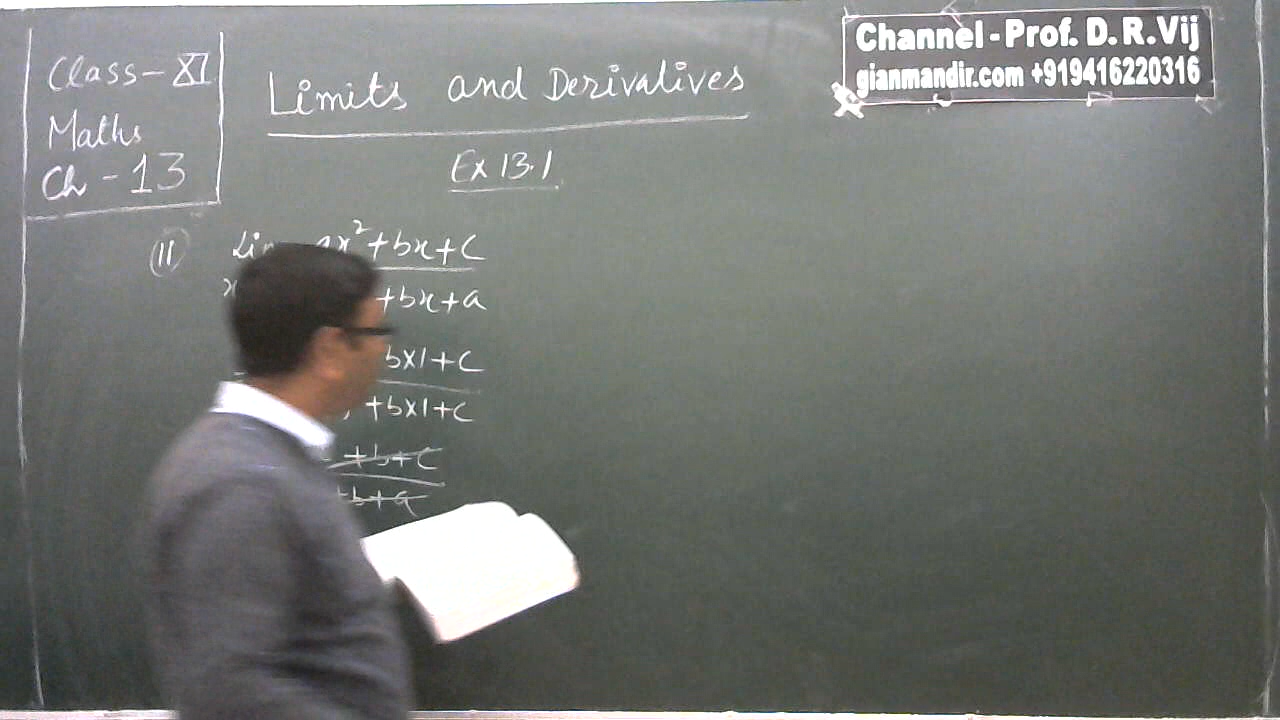 Class-XI
Maths
Ch-13
Limits and Derivatives
Ex 13.1
Channel - Prof. D. R. Vij
gianmandir.com +919416220316
(11) Lim ax²+bx+c
x +bx+a
bx1+c
+bx1+c
+b+c
+b+a